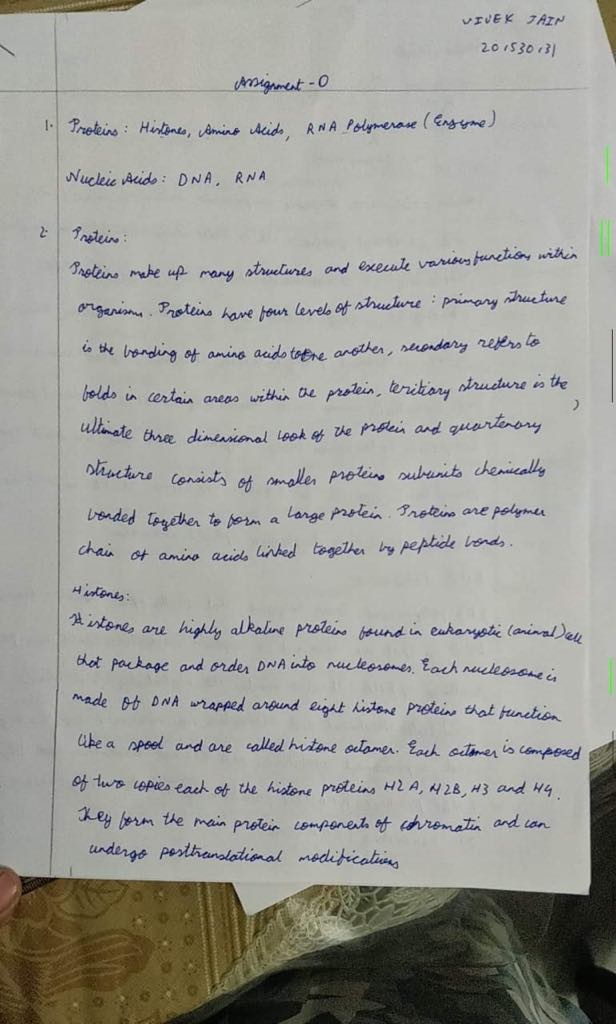 VIVEK JAIN
201530131
Assignment-0
1. Proteins: Histones, Amino Acids, RNA Polymerase (Enzyme)
Nucleic Acids: DNA, RNA
2. Proteins:
Proteins make up many structures and execute various functions within
organism. Proteins have four levels of structure: primary structure
is the bonding of amino acids to one another, secondary refers to
folds in certain areas within the protein, teritiary structure is the
ultimate three dimensional look of the protein and quartenary
structure consists of smaller proteins subunits chemically
bonded together to form a large protein. Proteins are polymer
chain of amino acids linked together by peptide bonds.
Histones:
Histones are highly alkaline proteins found in eukaryotic (animal) cell
that package and order DNA into nucleosomes. Each nucleosome is
made of DNA wrapped around eight histone proteins that function
like a spool and are called histone octamer. Each octomer is composed
of two copies each of the histone proteins H2A, H2B, H3 and H4.
They form the main protein components of chromatin and can
undergo posttranslational modifications